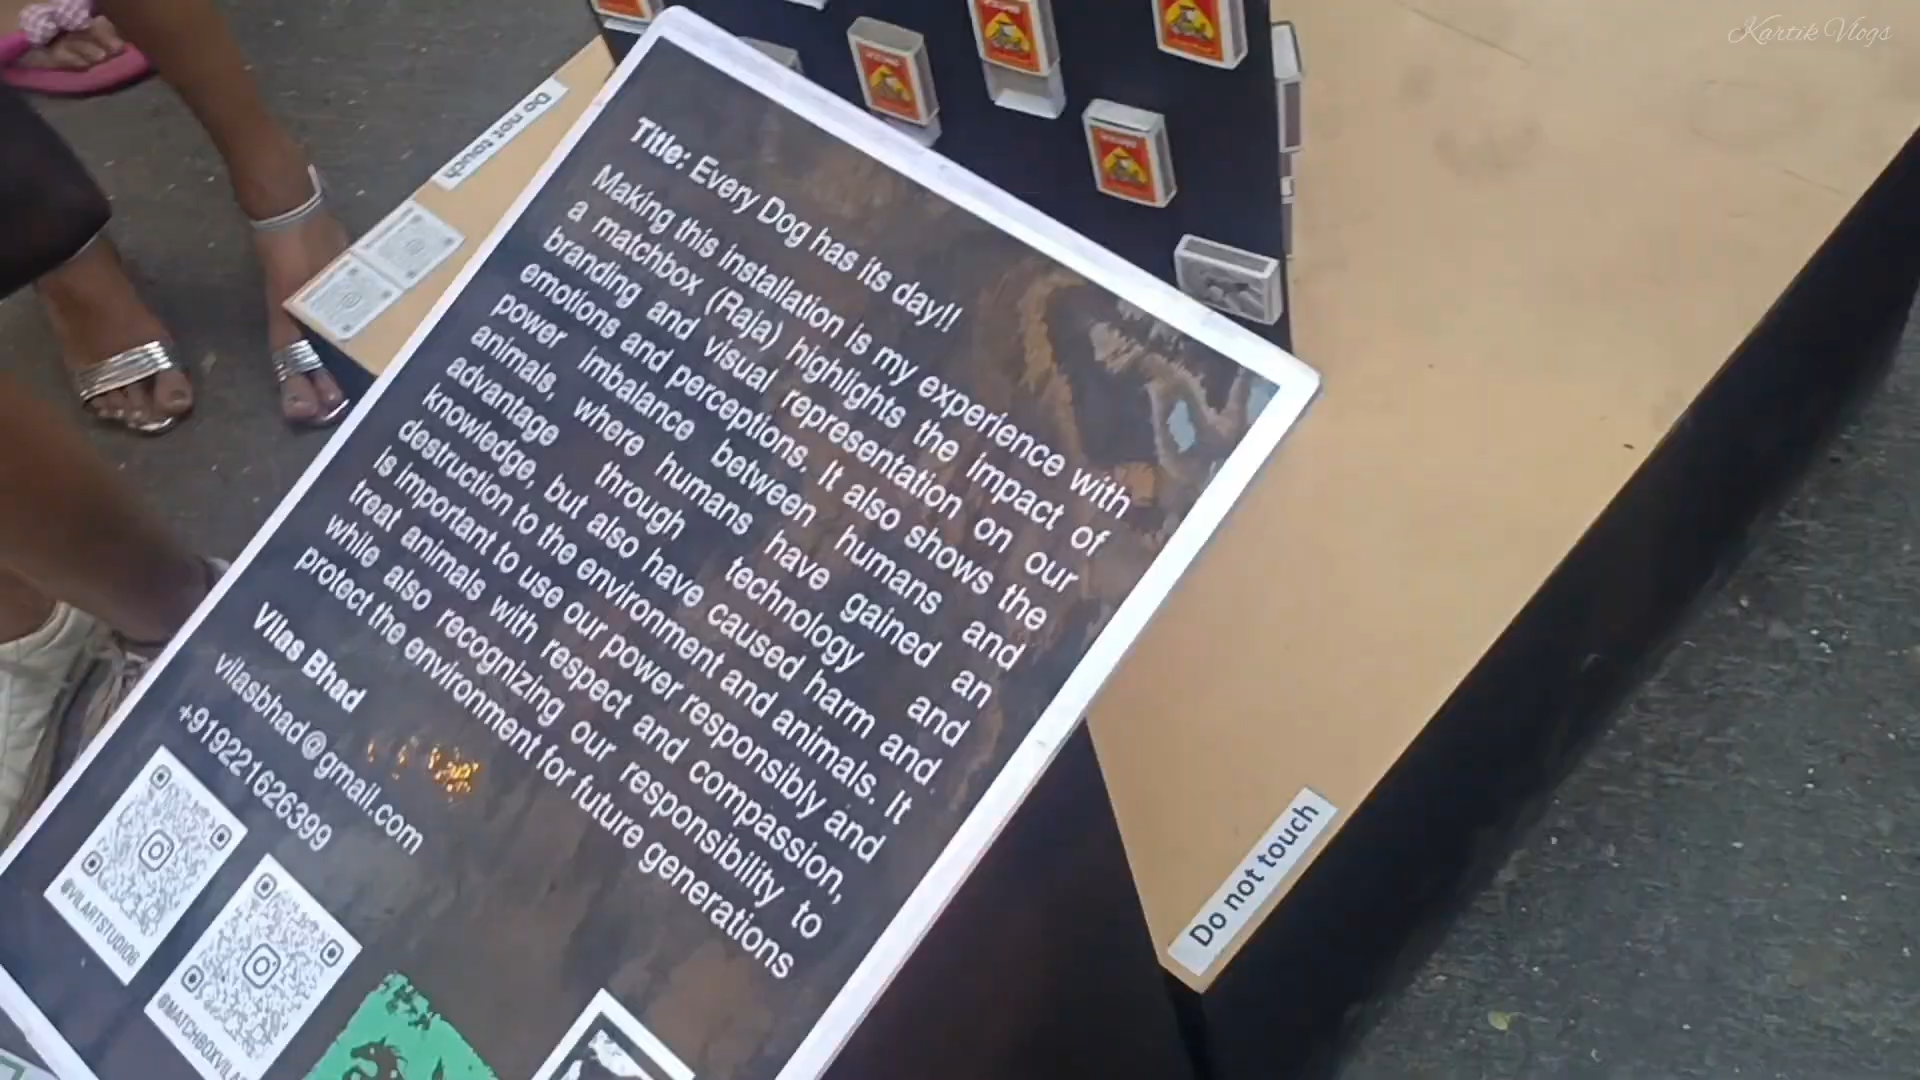 Kartik Vlogs
Do not touch
Title: Every Dog has its day!!
Making this installation is my experience with
a matchbox (Raja) highlights the impact of
branding and visual representation on our
emotions and perceptions. It also shows the
power imbalance between humans and
animals, where humans have gained an
advantage through technology and
knowledge, but also have caused harm and
destruction to the environment and animals. It
is important to use our power responsibly and
treat animals with respect and compassion,
while also recognizing our responsibility to
protect the environment for future generations
Vilas Bhad
vilasbhad@gmail.com
+919221626399
@VILARTSTUDIO6
Do not touch